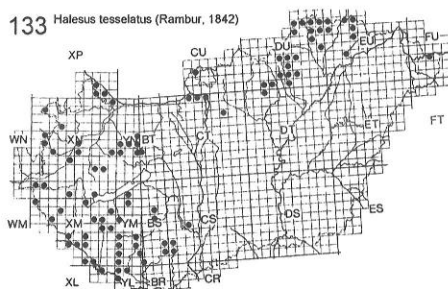 133 Halesus tesselatus (Rambur, 1842)
XP
CU
DU
EU
FU
WN
XN
BT
CT
DT
ET
FT
WM
XM
YM
BS
CS
DS
ES
XL
YL
BR
CR